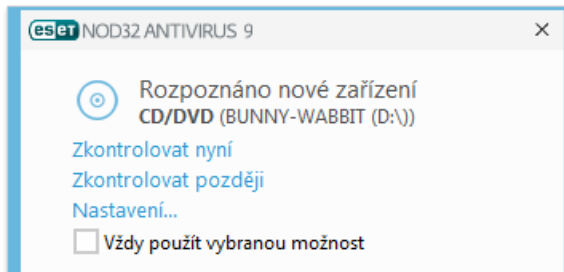 eset NOD32 ANTIVIRUS 9
Rozpoznáno nové zařízení
CD/DVD (BUNNY-WABBIT (D:\))
Zkontrolovat nyní
Zkontrolovat později
Nastavení...
Vždy použít vybranou možnost